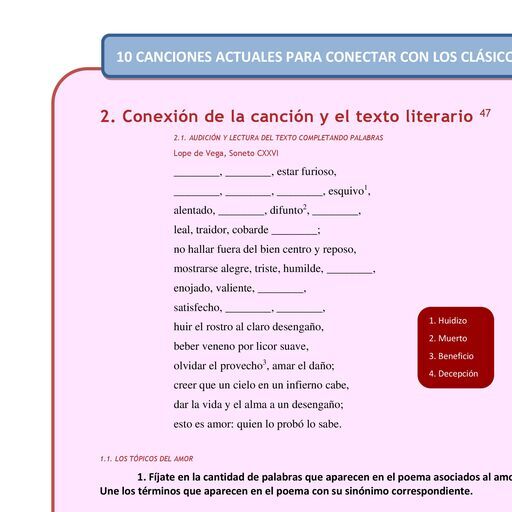 10 CANCIONES ACTUALES PARA CONECTAR CON LOS CLÁSICO
2. Conexión de la canción y el texto literario 47
2.1. AUDICIÓN Y LECTURA DEL TEXTO COMPLETANDO PALABRAS
Lope de Vega, Soneto CXXVI
________, ________, estar furioso,
________, ________, ________, esquivo1,
alentado, ________, difunto2, ________,
leal, traidor, cobarde ________;
no hallar fuera del bien centro y reposo,
mostrarse alegre, triste, humilde, ________,
enojado, valiente, ________,
satisfecho, ________, ________,
huir el rostro al claro desengaño,
beber veneno por licor suave,
olvidar el provecho3, amar el daño;
creer que un cielo en un infierno cabe,
dar la vida y el alma a un desengaño;
esto es amor: quien lo probó lo sabe.
1. Huidizo
2. Muerto
3. Beneficio
4. Decepción
1.1. LOS TÓPICOS DEL AMOR
1. Fíjate en la cantidad de palabras que aparecen en el poema asociados al amo
Une los términos que aparecen en el poema con su sinónimo correspondiente.